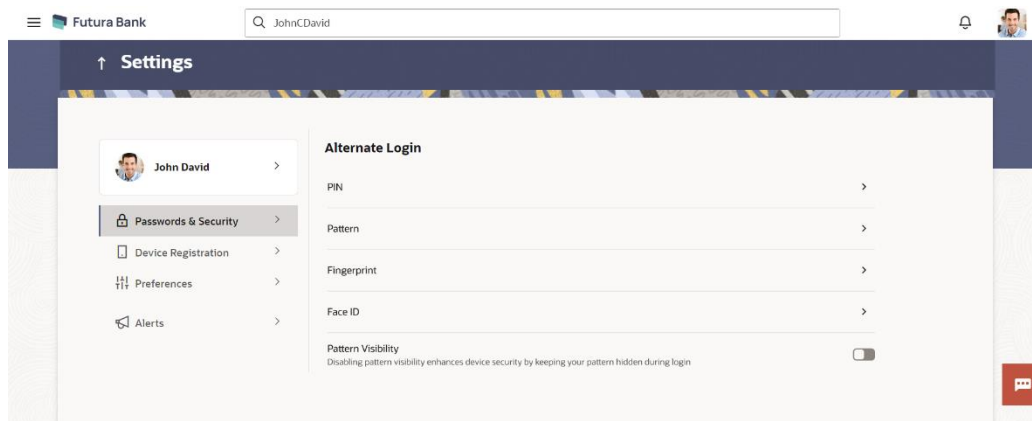 Futura Bank
JohnCDavid
Settings
John David
Passwords & Security
Device Registration
Preferences
Alerts
Alternate Login
PIN
Pattern
Fingerprint
Face ID
Pattern Visibility
Disabling pattern visibility enhances device security by keeping your pattern hidden during login